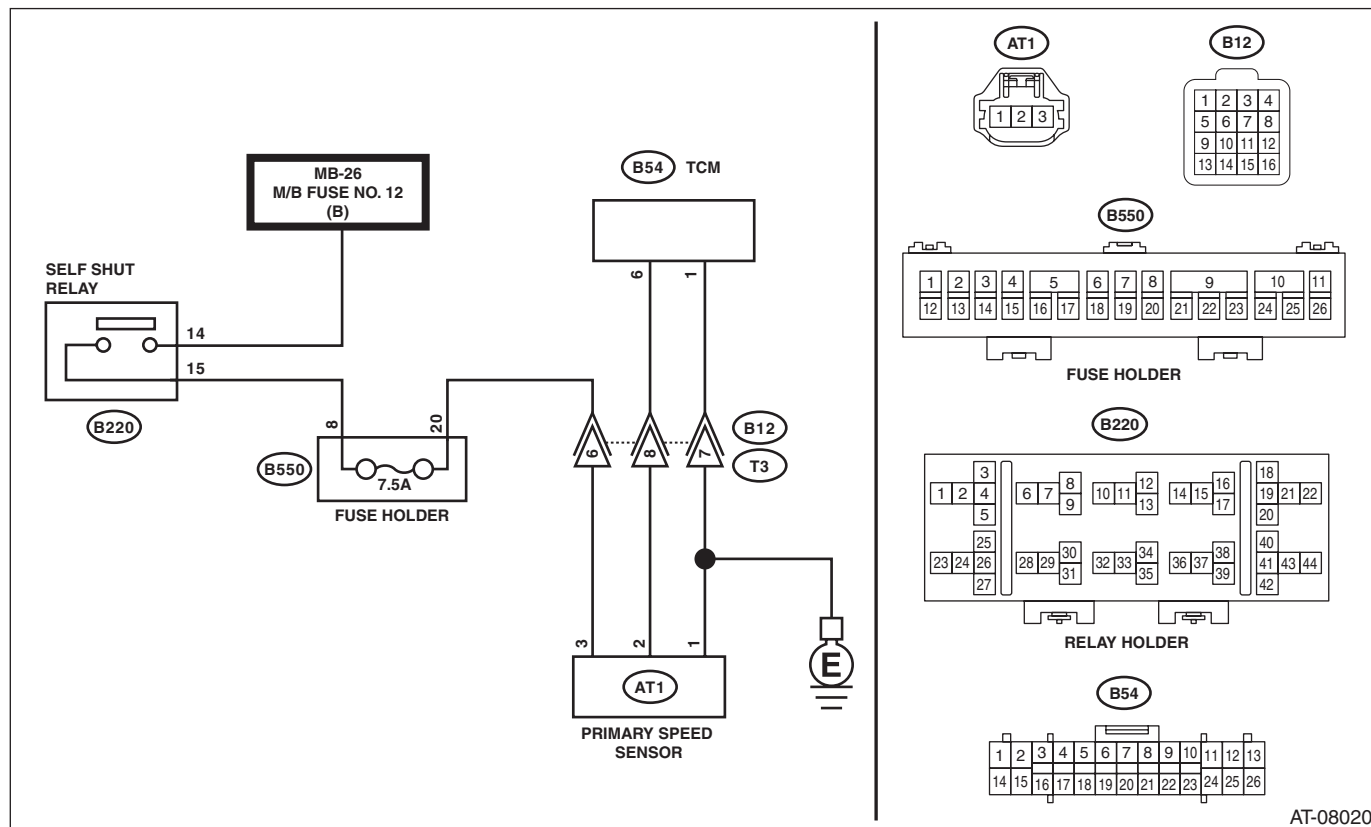 MB-26
M/B FUSE NO. 12
(B)
SELF SHUT
RELAY
14
15
B220
B54 TCM
6 1
8 20
B550
7.5A
FUSE HOLDER
6 8 7
B12
T3
3 2 1
AT1
PRIMARY SPEED
SENSOR
E
AT1
1 2 3
B12
1 2 3 4
5 6 7 8
9 10 11 12
13 14 15 16
B550
1 2 3 4 5 6 7 8 9 10 11
12 13 14 15 16 17 18 19 20 21 22 23 24 25 26
FUSE HOLDER
B220
3 8 12 16 18
1 2 4 6 7 10 11 14 15 19 21 22
9 13 17
5 20
25 30 34 38 40
23 24 26 28 29 32 33 36 37 41 43 44
31 35 39
27 42
RELAY HOLDER
B54
1 2 3 4 5 6 7 8 9 10 11 12 13
14 15 16 17 18 19 20 21 22 23 24 25 26
AT-08020